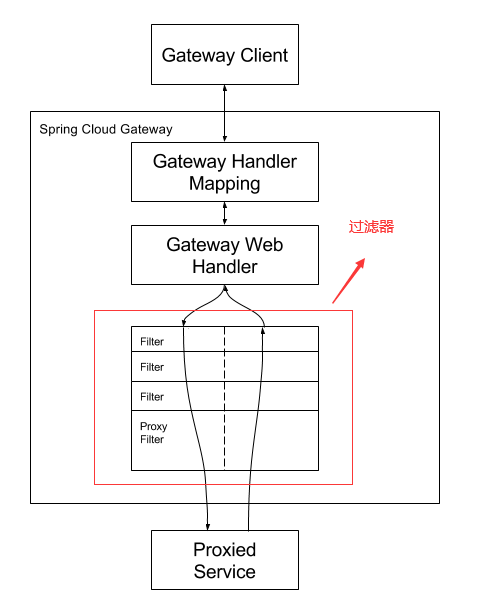 Gateway Client
Spring Cloud Gateway
Gateway Handler
Mapping
过滤器
Gateway Web
Handler
Filter
Filter
Filter
Proxy
Filter
Proxied
Service